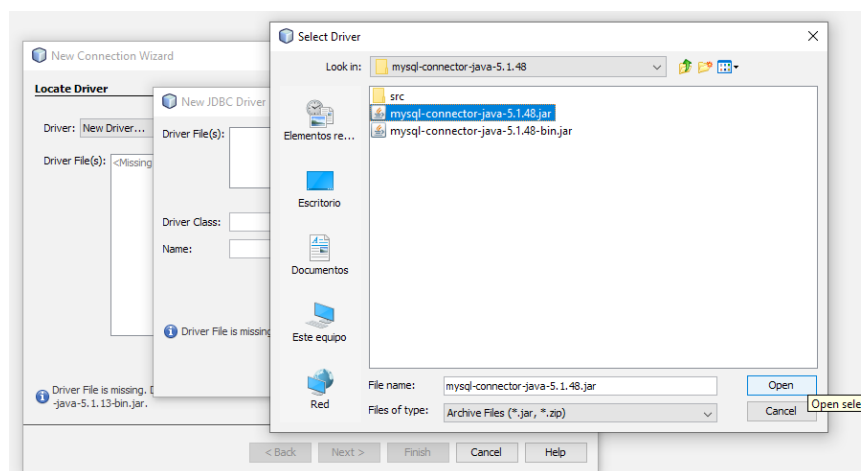 New Connection Wizard
Locate Driver
Driver: New Driver...
Driver File(s): <Missing
Driver File is missing.
-java-5.1.13-bin.jar.
< Back Next > Finish Cancel Help
New JDBC Driver
Driver File(s):
Driver Class:
Name:
Driver File is missing
Select Driver
Look in: mysql-connector-java-5.1.48
Elementos re...
Escritorio
Documentos
Este equipo
Red
src
mysql-connector-java-5.1.48.jar
mysql-connector-java-5.1.48-bin.jar
File name: mysql-connector-java-5.1.48.jar Open
Files of type: Archive Files (*.jar, *.zip) Cancel
Open sele